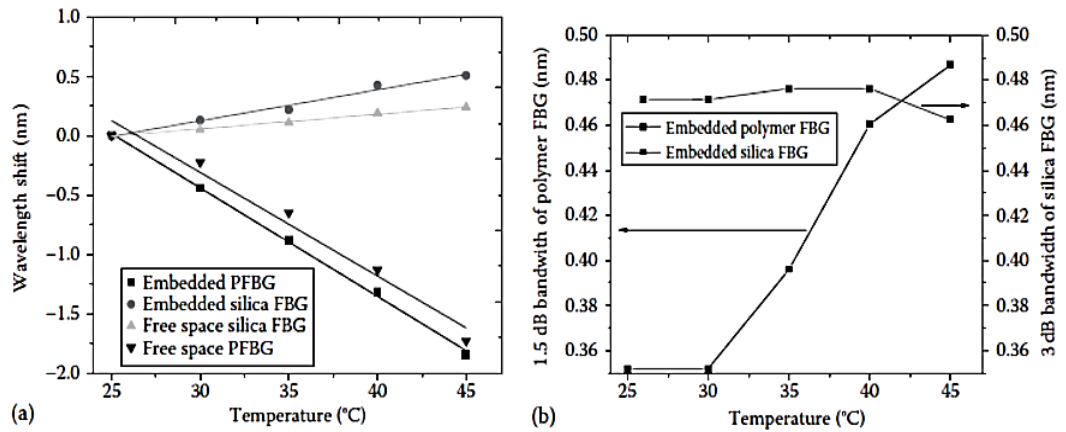 1.0
0.5
0.0
−0.5
−1.0
−1.5
−2.0
Wavelength shift (nm)
Embedded PFBG
Embedded silica FBG
Free space silica FBG
Free space PFBG
25 30 35 40 45
Temperature (°C)
(a)
0.50
0.48
0.46
0.44
0.42
0.40
0.38
0.36
1.5 dB bandwith of polymer FBG (nm)
Embedded polymer FBG
Embedded silica FBG
0.50
0.48
0.46
0.44
0.42
0.40
0.38
0.36
3 dB bandwidth of silica FBG (nm)
25 30 35 40 45
Temperature (°C)
(b)